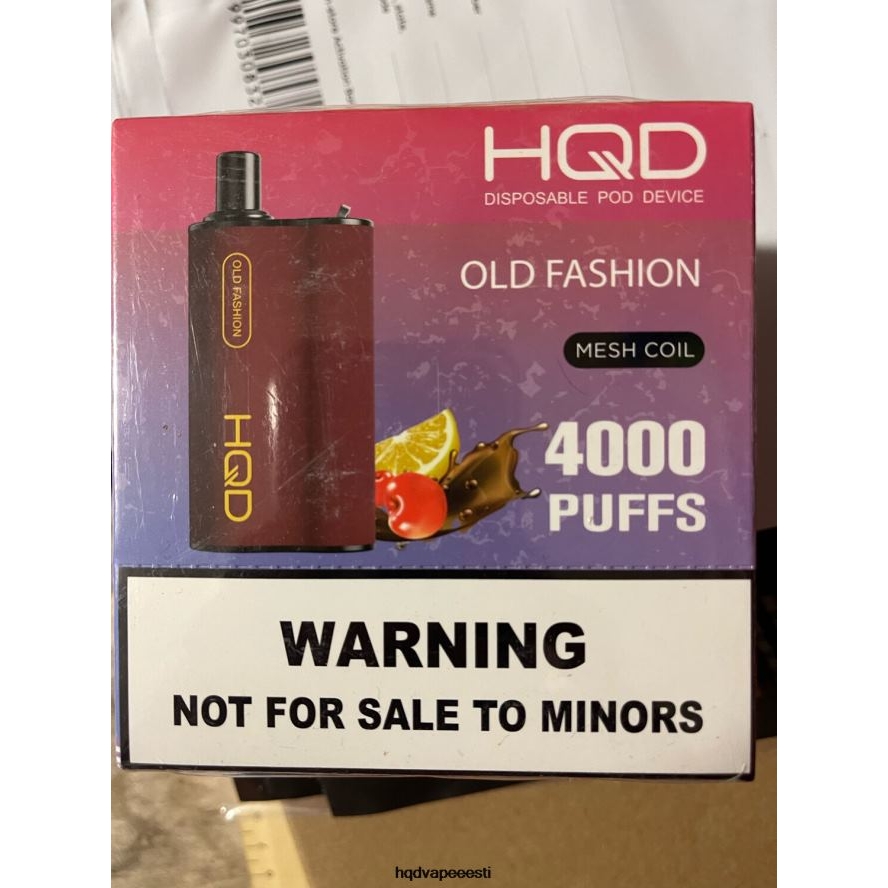 997030832
HQD
DISPOSABLE POD DEVICE
OLD FASHION
OLD FASHION
MESH COIL
HQD
4000
PUFFS
WARNING
NOT FOR SALE TO MINORS
hqdvapeeesti